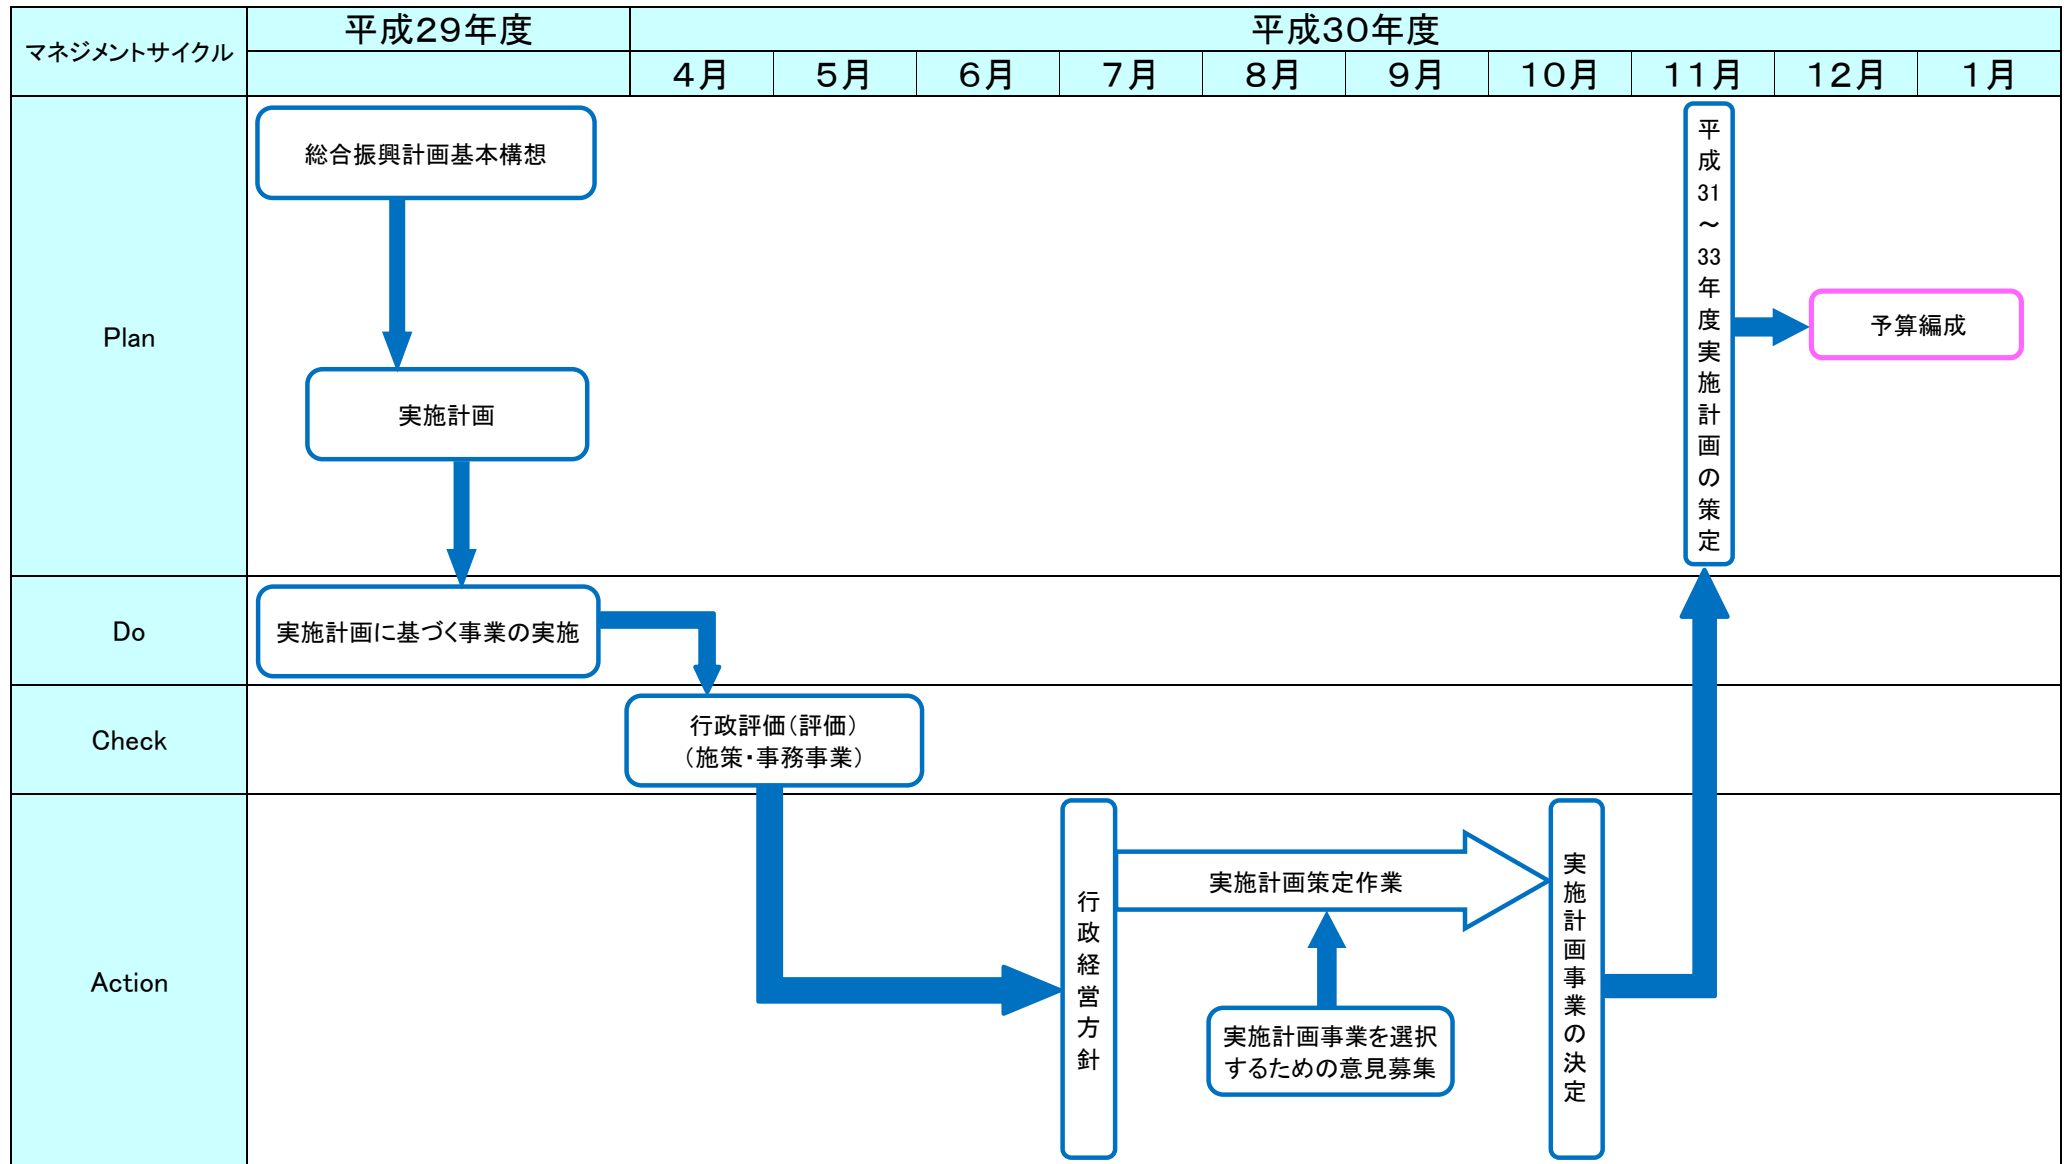 マネジメントサイクル
平成29年度
平成30年度
4月
5月
6月
7月
8月
9月
10月
11月
12月
1月
Plan
総合振興計画基本構想
実施計画
平成31～33年度実施計画の策定
予算編成
Do
実施計画に基づく事業の実施
Check
行政評価（評価）
（施策・事務事業）
Action
行政経営方針
実施計画策定作業
実施計画事業を選択
するための意見募集
実施計画事業の決定